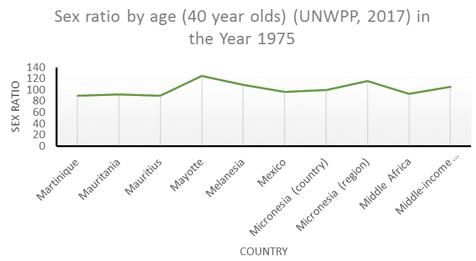 Sex ratio by age (40 year olds) (UNWPP, 2017) in
the Year 1975
SEX RATIO
140
120
100
80
60
40
20
0
Martinique
Mauritania
Mauritius
Mayotte
Melanesia
Mexico
Micronesia (country)
Micronesia (region)
Middle Africa
Middle-income ...
COUNTRY